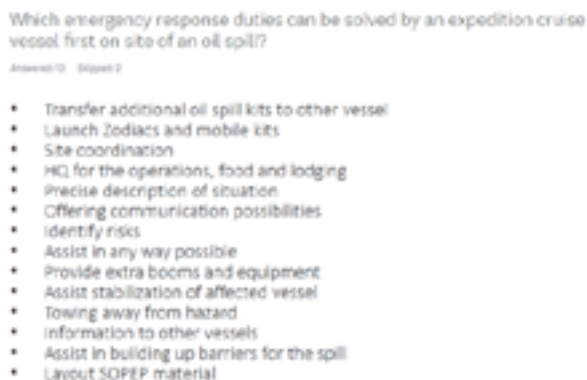 Which emergency response duties can be solved by an expedition cruise
vessel first on site of an oil spill?
Answered: 13 Skipped: 2
• Transfer additional oil spill kits to other vessel
• Launch Zodiacs and mobile kits
• Site coordination
• HQ for the operations, food and lodging
• Precise description of situation
• Offering communication possibilities
• Identify risks
• Assist in any way possible
• Provide extra booms and equipment
• Assist stabilization of affected vessel
• Towing away from hazard
• Information to other vessels
• Assist in building up barriers for the spill
• Layout SOPEP material